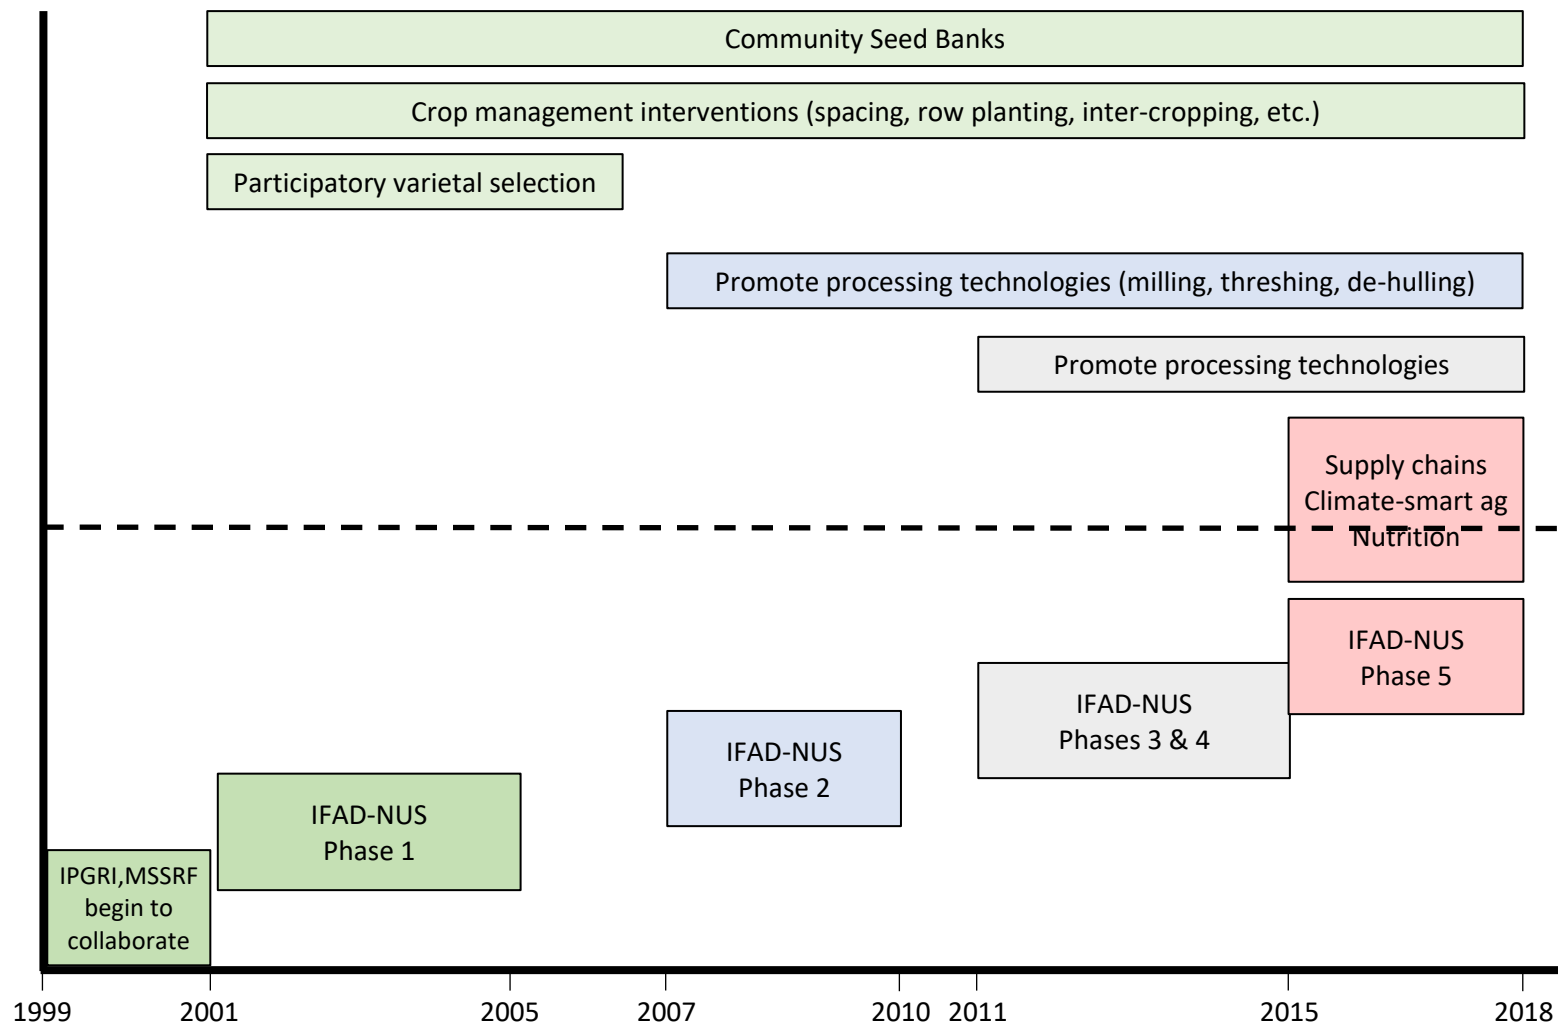 Community Seed Banks
Crop management interventions (spacing, row planting, inter-cropping, etc.)
Participatory varietal selection
Promote processing technologies (milling, threshing, de-hulling)
Promote processing technologies
Supply chains
Climate-smart ag
Nutrition
IFAD-NUS
Phase 5
IFAD-NUS
Phases 3 & 4
IFAD-NUS
Phase 2
IFAD-NUS
Phase 1
IPGRI,MSSRF
begin to
collaborate
1999 2001 2005 2007 2010 2011 2015 2018